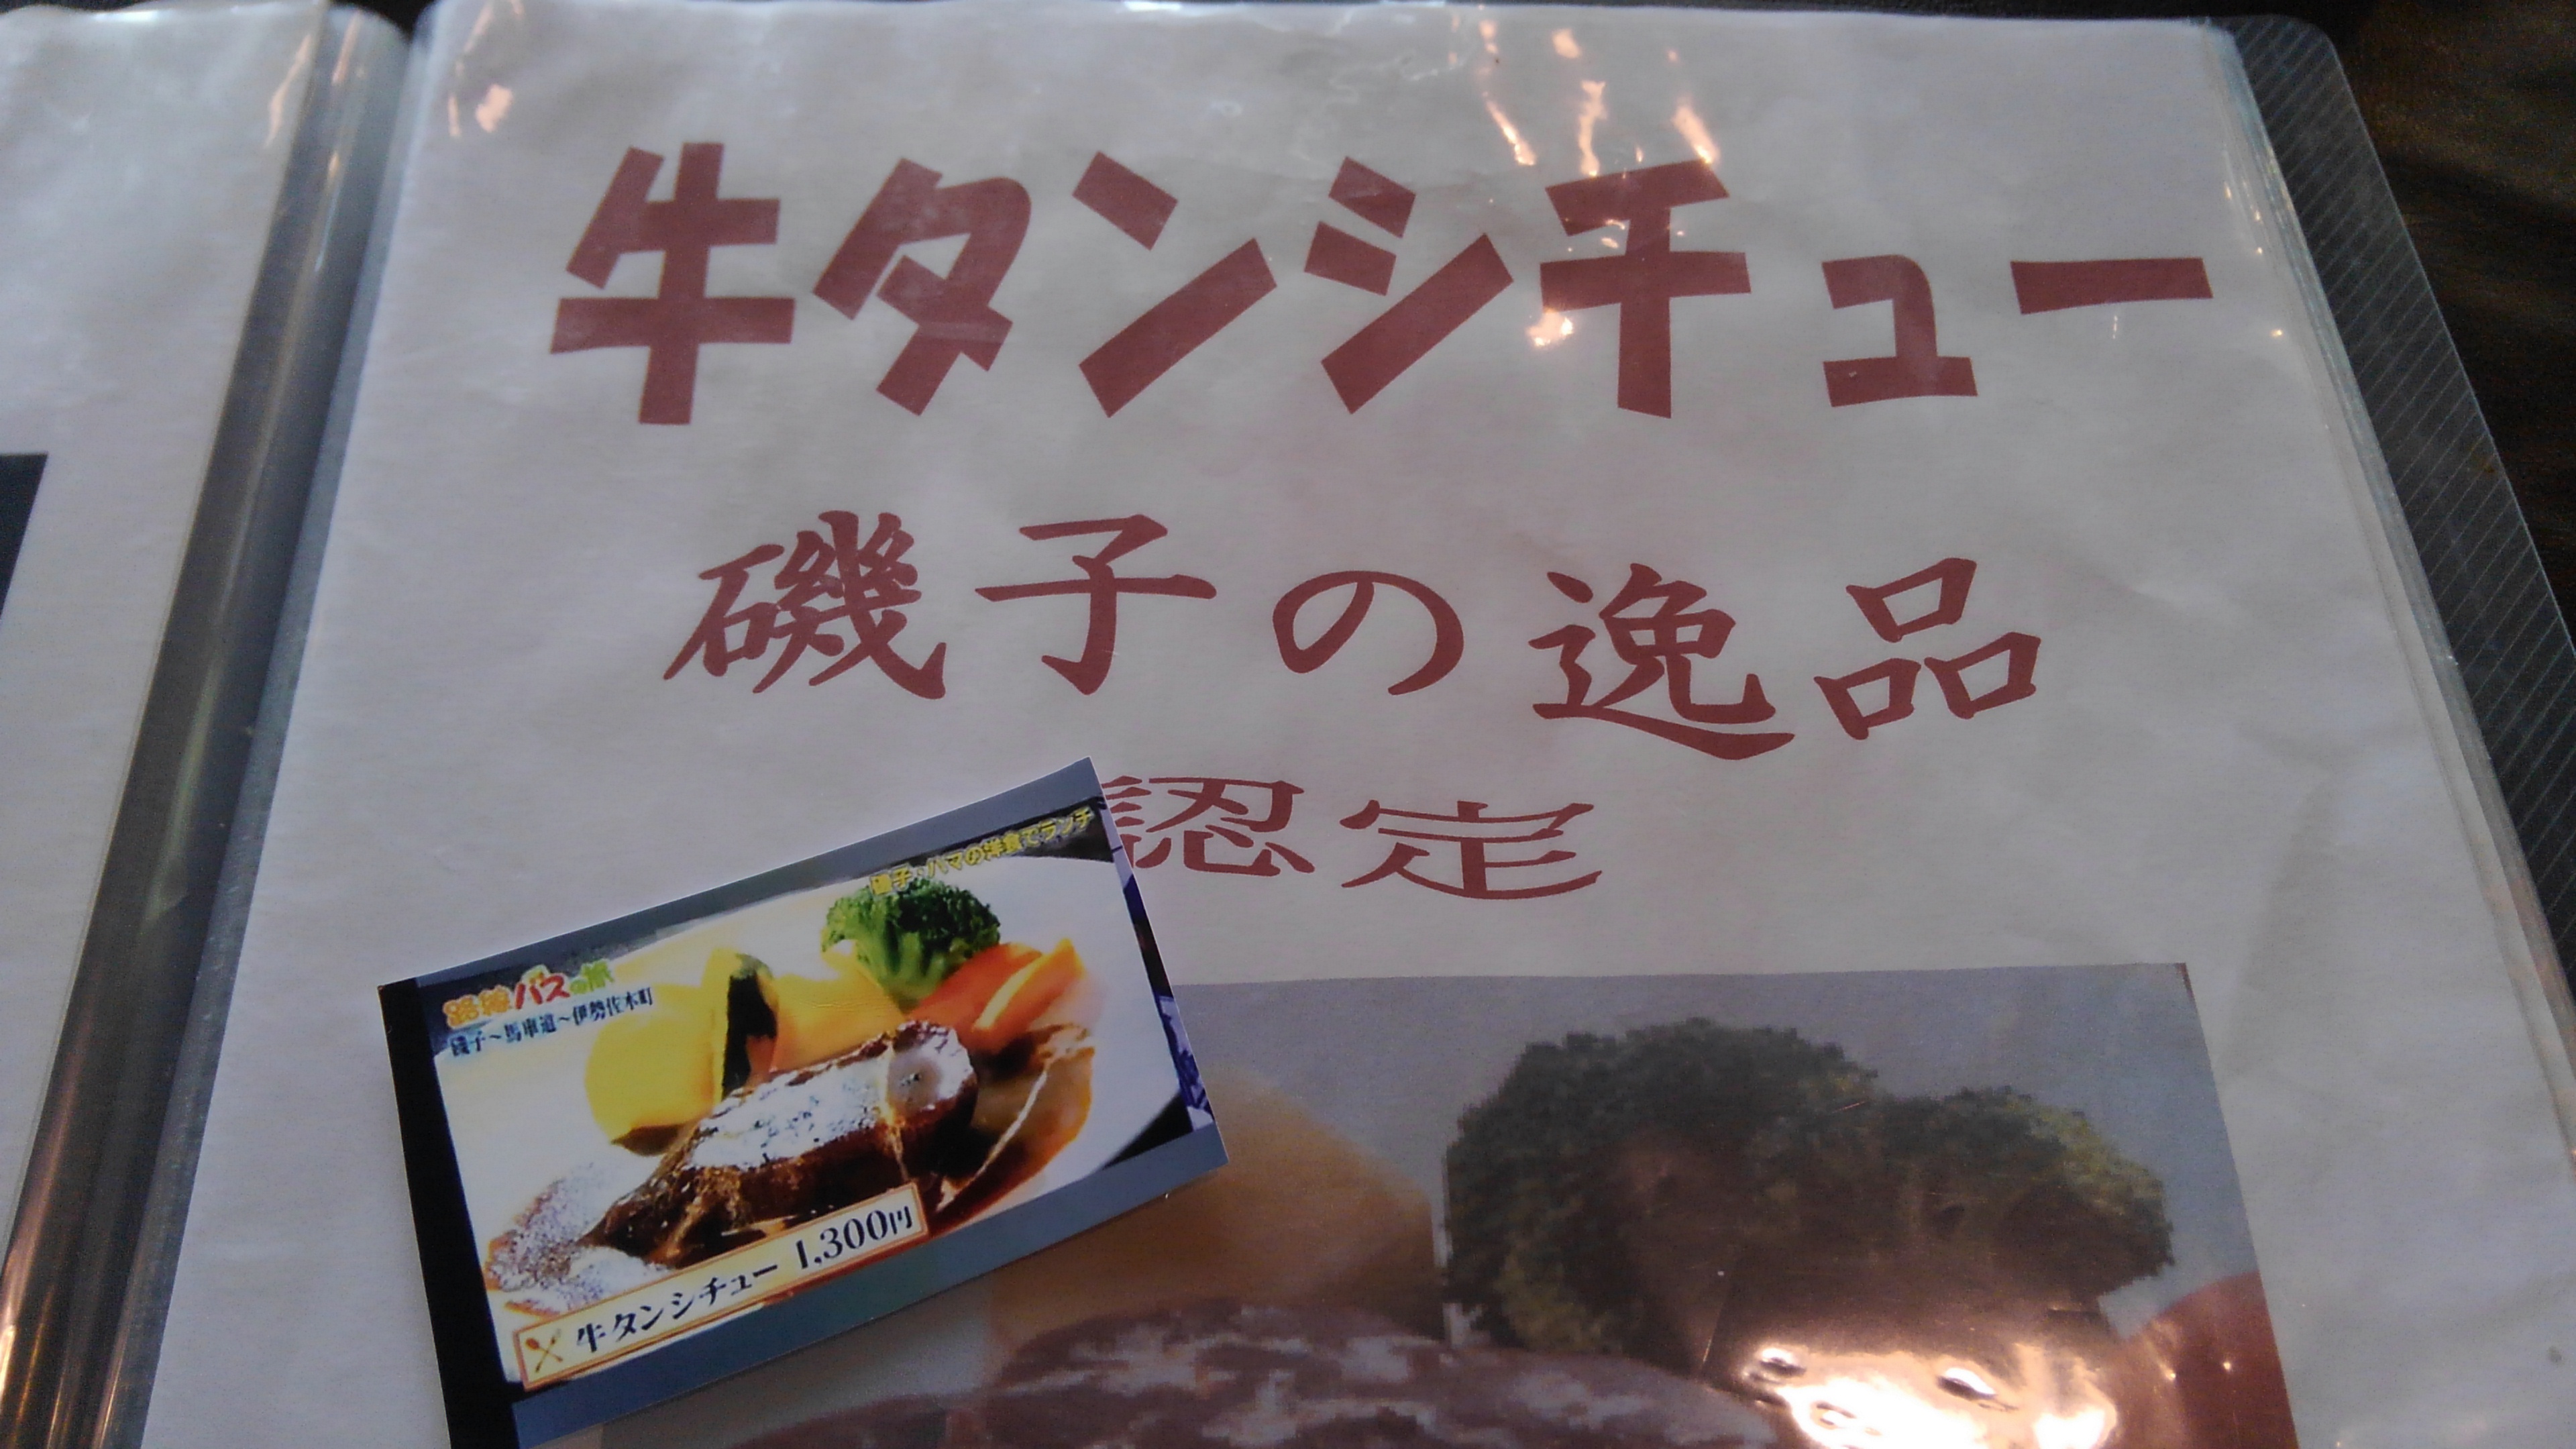 牛タンシチュー
磯子の逸品
認定
磯子・ハマの洋食でランチ
路線バスの旅
磯子～馬車道～伊勢佐木町
牛タンシチュー 1,300円